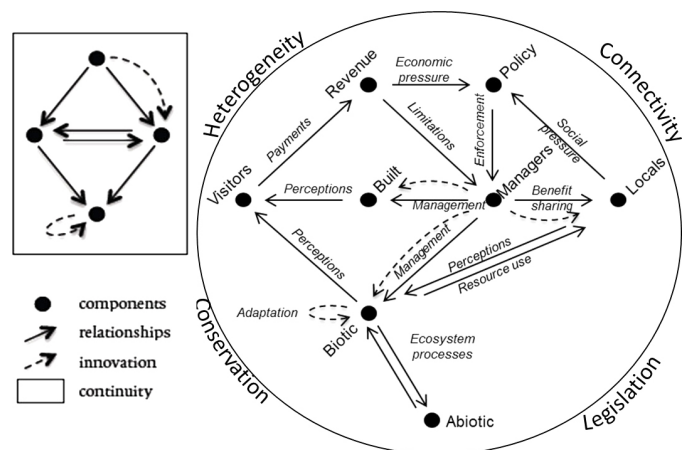 components
relationships
innovation
continuity
Heterogeneity
Connectivity
Conservation
Legislation
Revenue
Economic
pressure
Policy
Payments
Limitations
Enforcement
Social
pressure
Visitors
Perceptions
Built
Management
Managers
Benefit
sharing
Locals
Perceptions
Management
Perceptions
Resource use
Adaptation
Biotic
Ecosystem
processes
Abiotic